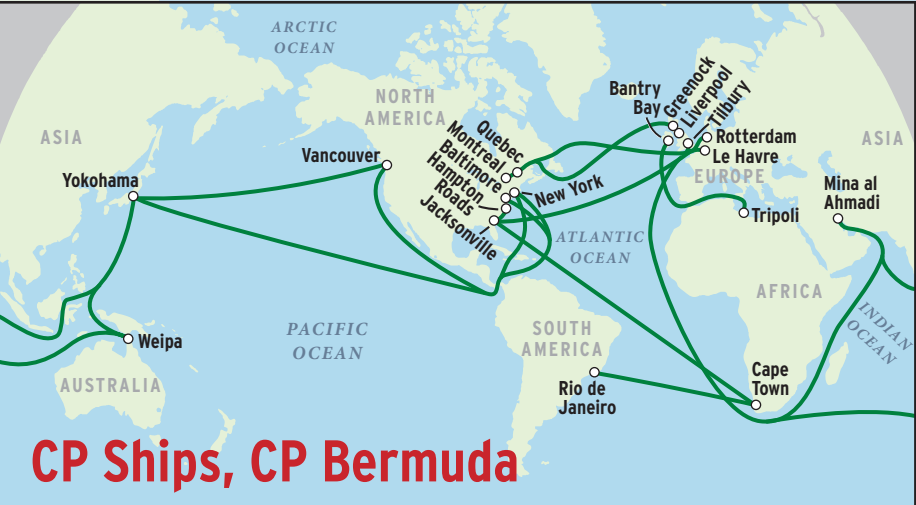 ARCTIC
OCEAN
NORTH
AMERICA
ASIA
Vancouver
Yokohama
Quebec
Montreal
Baltimore
Hampton
Roads
Jacksonville
New York
Bantry
Bay
Greenock
Liverpool
Tilbury
Rotterdam
Le Havre
EUROPE
ASIA
Mina al
Ahmadi
Tripoli
ATLANTIC
OCEAN
AFRICA
INDIAN
OCEAN
PACIFIC
OCEAN
SOUTH
AMERICA
Weipa
AUSTRALIA
Rio de
Janeiro
Cape
Town
CP Ships, CP Bermuda